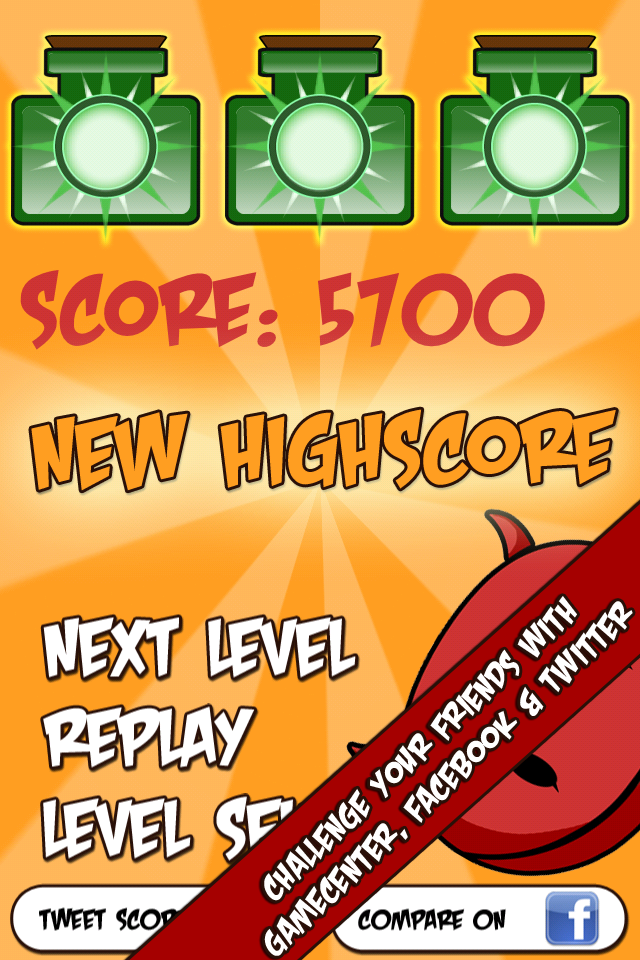 SCORE: 5700
NEW HIGHSCORE
NEXT LEVEL
REPLAY
LEVEL
CHALLENGE YOUR FRIENDS WITH
GAMECENTER, FACEBOOK & TWITTER
TWEET
COMPARE ON f